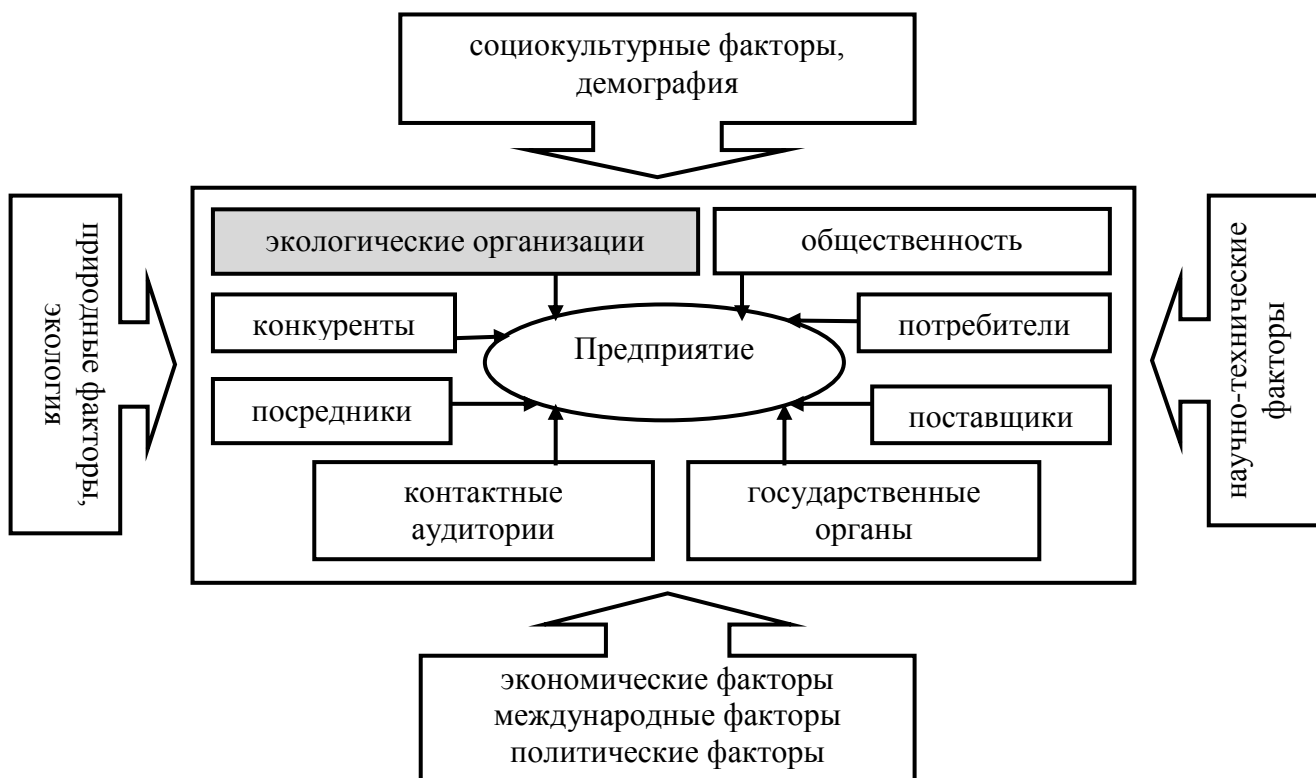 социокультурные факторы,
демография
природные факторы,
экология
экологические организации
общественность
конкуренты
Предприятие
потребители
посредники
поставщики
контактные
аудитории
государственные
органы
научно-технические
факторы
экономические факторы
международные факторы
политические факторы